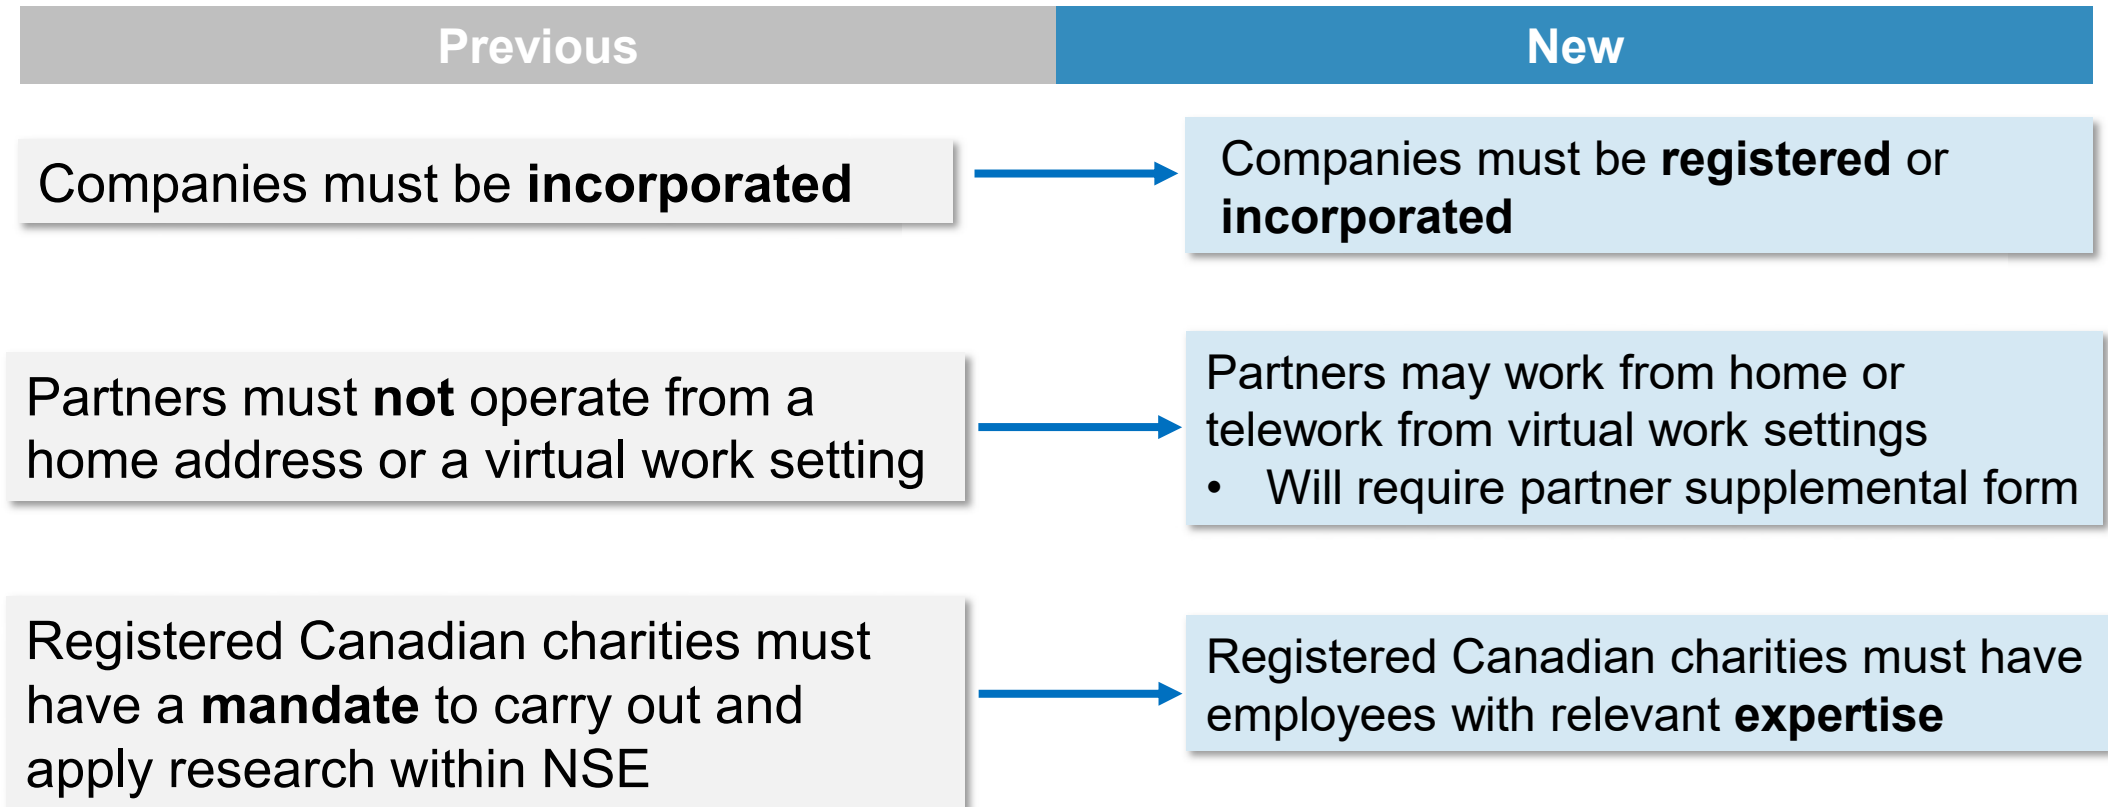 Previous
New
Companies must be incorporated
Companies must be registered or
incorporated
Partners must not operate from a
home address or a virtual work setting
Partners may work from home or
telework from virtual work settings
• Will require partner supplemental form
Registered Canadian charities must
have a mandate to carry out and
apply research within NSE
Registered Canadian charities must have
employees with relevant expertise